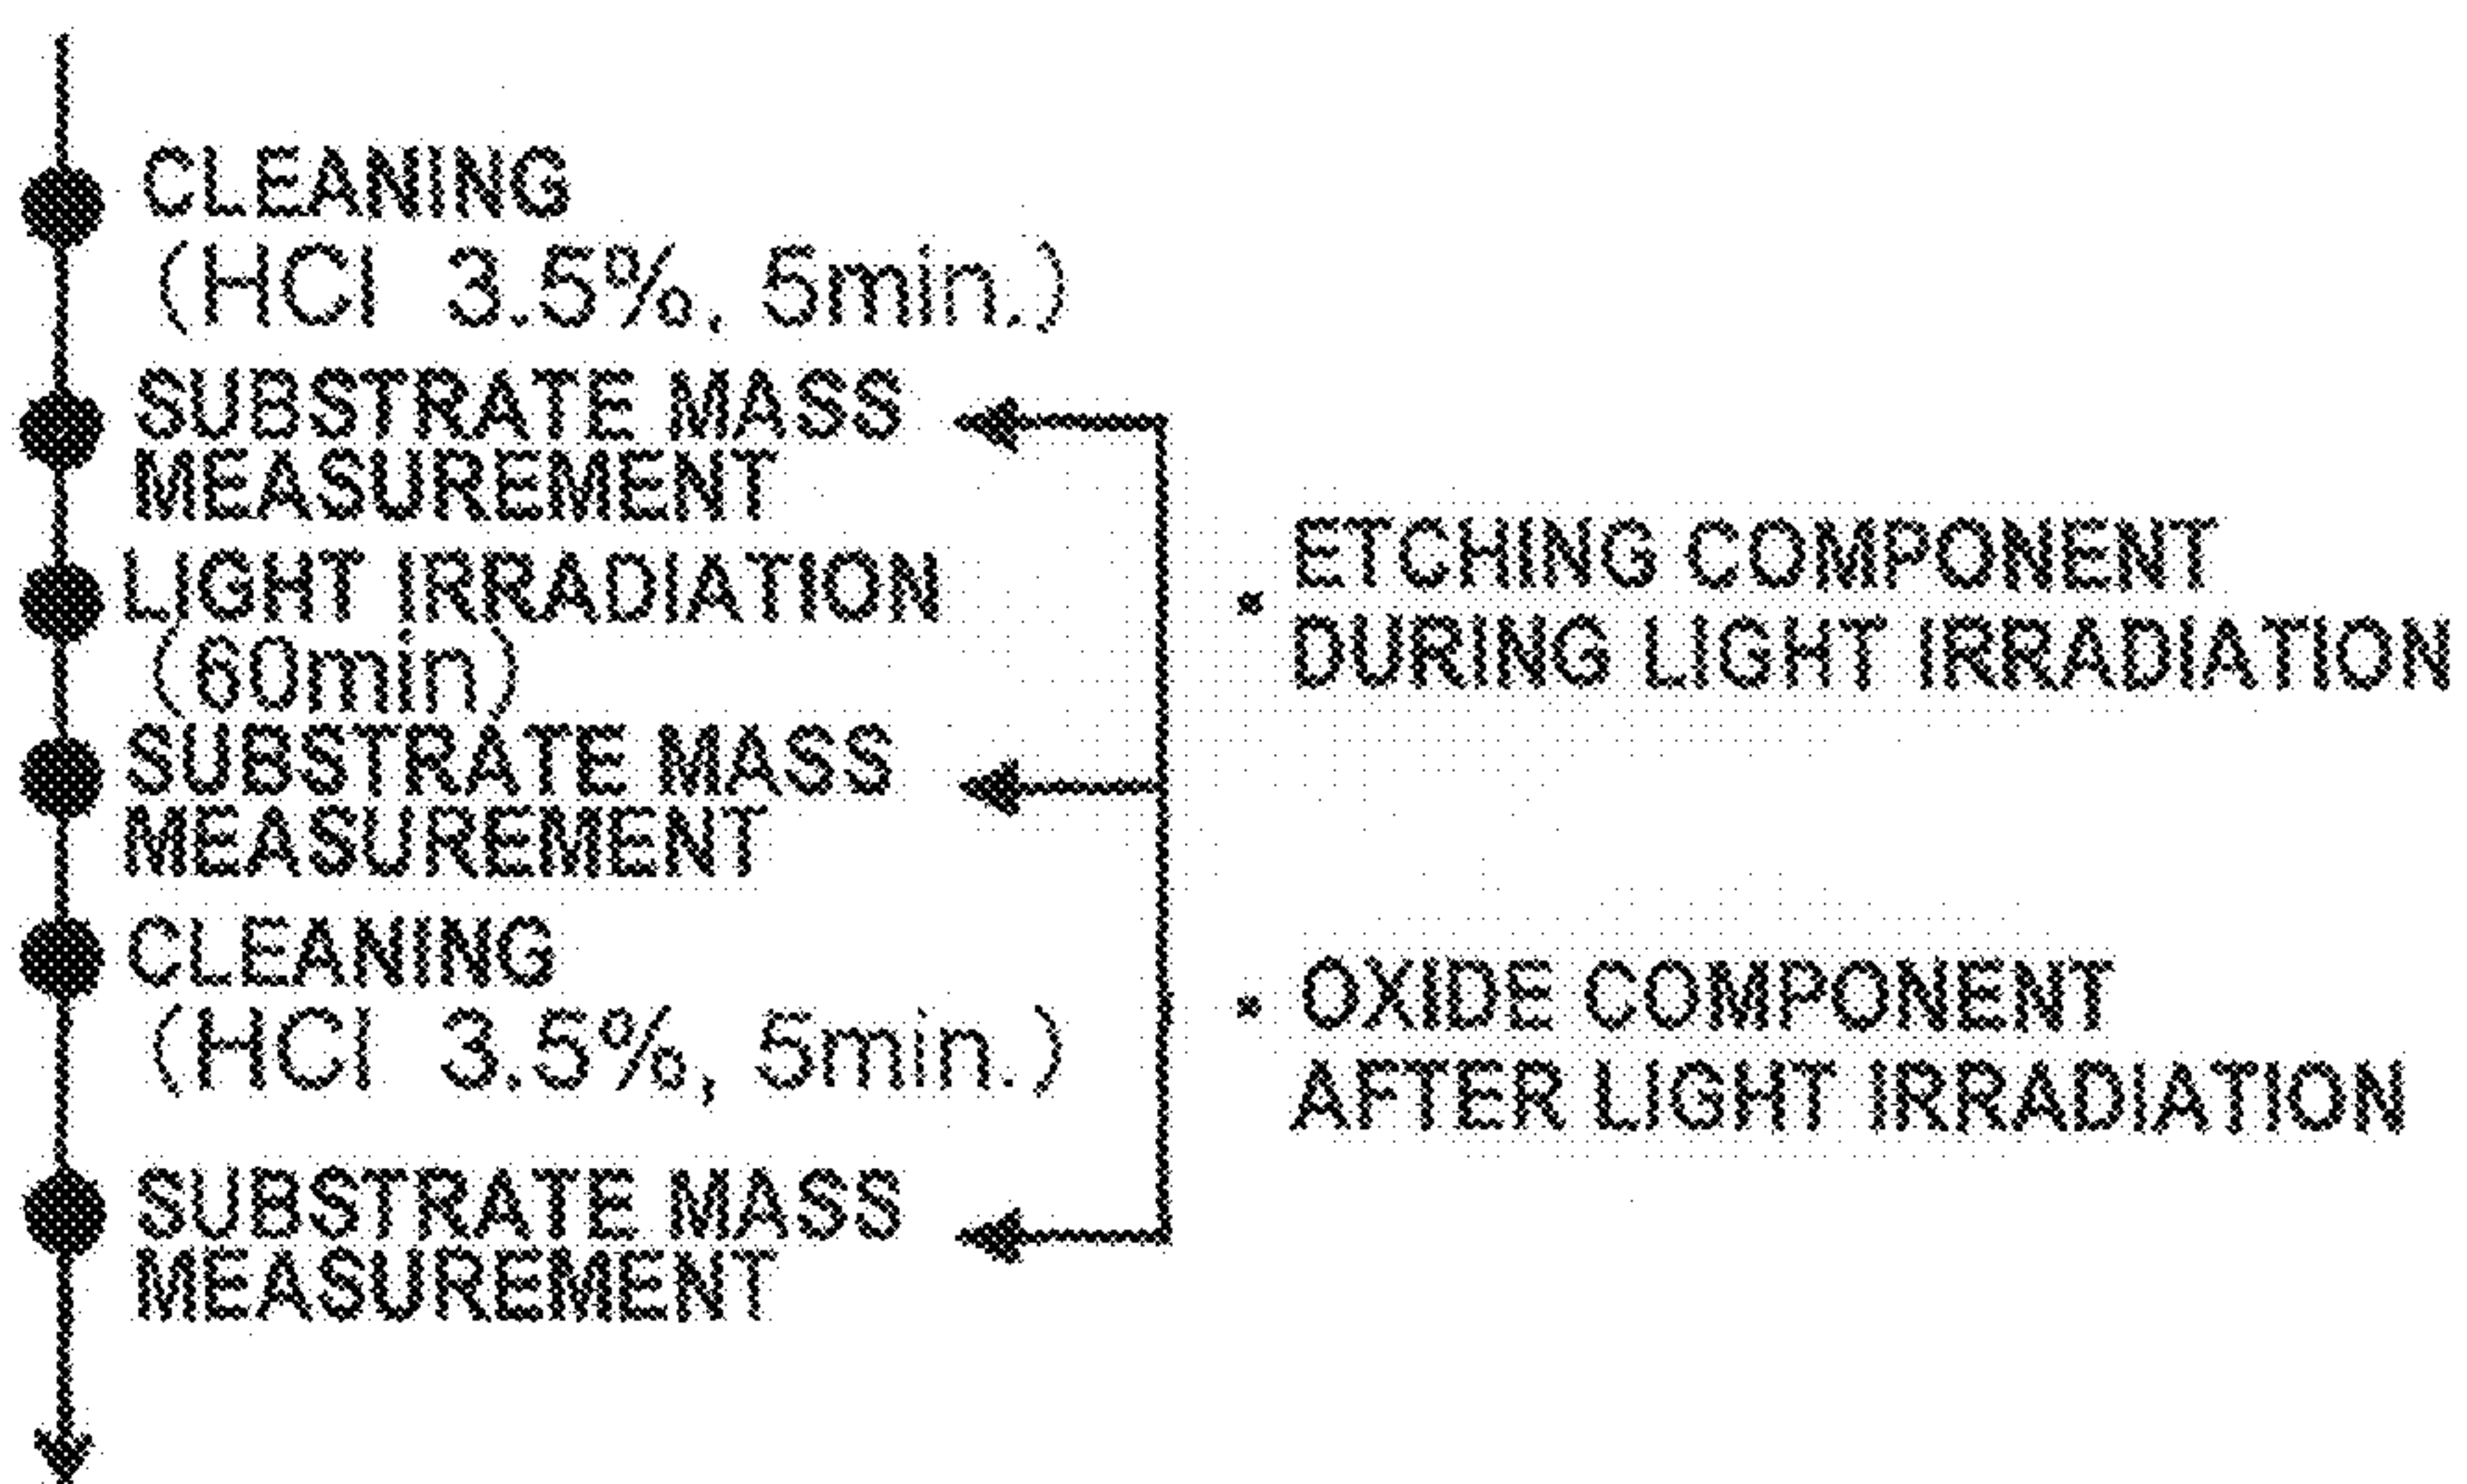 CLEANING
(HCl 3.5%, 5min.)
SUBSTRATE MASS
MEASUREMENT
LIGHT IRRADIATION
(60min)
SUBSTRATE MASS
MEASUREMENT
CLEANING
(HCl 3.5%, 5min.)
SUBSTRATE MASS
MEASUREMENT
• ETCHING COMPONENT
DURING LIGHT IRRADIATION
• OXIDE COMPONENT
AFTER LIGHT IRRADIATION